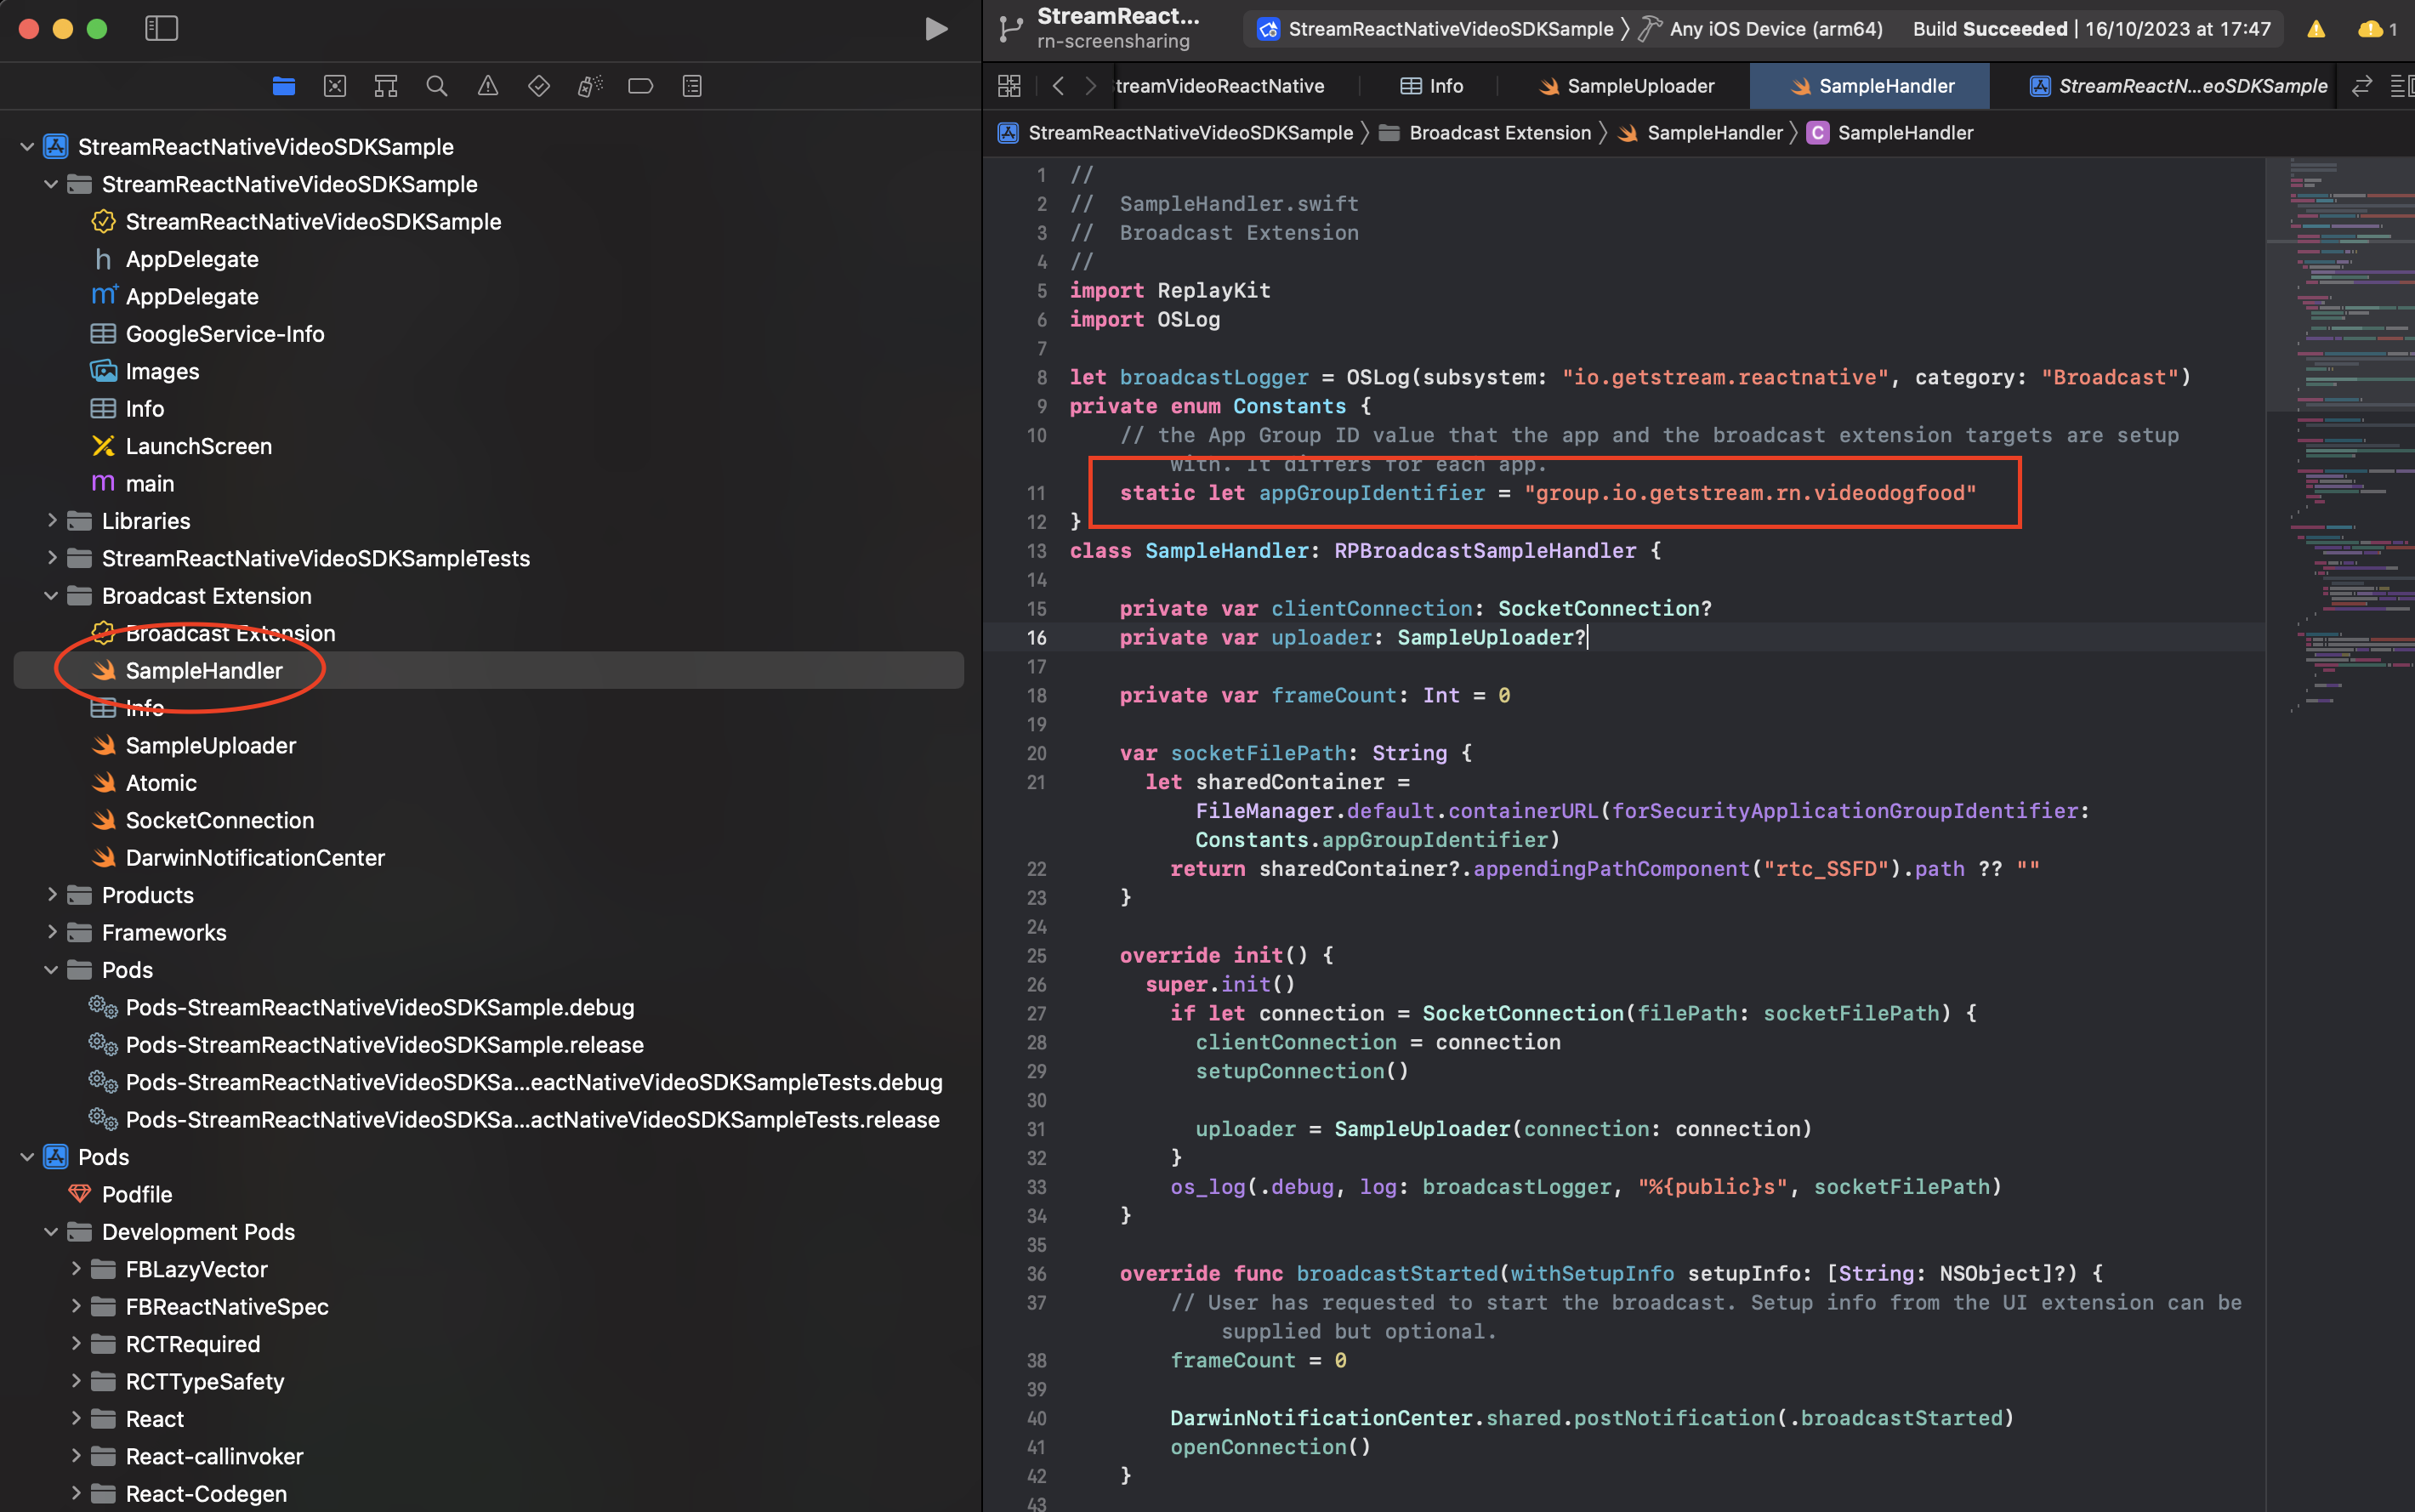 StreamReact...
rn-screensharing
StreamReactNativeVideoSDKSample 〉 Any iOS Device (arm64)
Build Succeeded | 16/10/2023 at 17:47
1
treamVideoReactNative
Info
SampleUploader
SampleHandler
StreamReactN...eoSDKSample
StreamReactNativeVideoSDKSample 〉 Broadcast Extension 〉 SampleHandler 〉 C SampleHandler
StreamReactNativeVideoSDKSample
StreamReactNativeVideoSDKSample
StreamReactNativeVideoSDKSample
h AppDelegate
m+ AppDelegate
GoogleService-Info
Images
Info
LaunchScreen
m main
Libraries
StreamReactNativeVideoSDKSampleTests
Broadcast Extension
Broadcast Extension
SampleHandler
Info
SampleUploader
Atomic
SocketConnection
DarwinNotificationCenter
Products
Frameworks
Pods
Pods-StreamReactNativeVideoSDKSample.debug
Pods-StreamReactNativeVideoSDKSample.release
Pods-StreamReactNativeVideoSDKSa...eactNativeVideoSDKSampleTests.debug
Pods-StreamReactNativeVideoSDKSa...actNativeVideoSDKSampleTests.release
Pods
Podfile
Development Pods
FBLazyVector
FBReactNativeSpec
RCTRequired
RCTTypeSafety
React
React-callinvoker
React-Codegen
1 //
2 //  SampleHandler.swift
3 //  Broadcast Extension
4 //
5 import ReplayKit
6 import OSLog
7
8 let broadcastLogger = OSLog(subsystem: "io.getstream.reactnative", category: "Broadcast")
9 private enum Constants {
10     // the App Group ID value that the app and the broadcast extension targets are setup
with. It differs for each app.
11     static let appGroupIdentifier = "group.io.getstream.rn.videodogfood"
12 }
13 class SampleHandler: RPBroadcastSampleHandler {
14
15     private var clientConnection: SocketConnection?
16     private var uploader: SampleUploader?
17
18     private var frameCount: Int = 0
19
20     var socketFilePath: String {
21       let sharedContainer =
FileManager.default.containerURL(forSecurityApplicationGroupIdentifier:
Constants.appGroupIdentifier)
22         return sharedContainer?.appendingPathComponent("rtc_SSFD").path ?? ""
23     }
24
25     override init() {
26       super.init()
27         if let connection = SocketConnection(filePath: socketFilePath) {
28           clientConnection = connection
29           setupConnection()
30
31           uploader = SampleUploader(connection: connection)
32         }
33         os_log(.debug, log: broadcastLogger, "%{public}s", socketFilePath)
34     }
35
36     override func broadcastStarted(withSetupInfo setupInfo: [String: NSObject]?) {
37         // User has requested to start the broadcast. Setup info from the UI extension can be
supplied but optional.
38         frameCount = 0
39
40         DarwinNotificationCenter.shared.postNotification(.broadcastStarted)
41         openConnection()
42     }
43